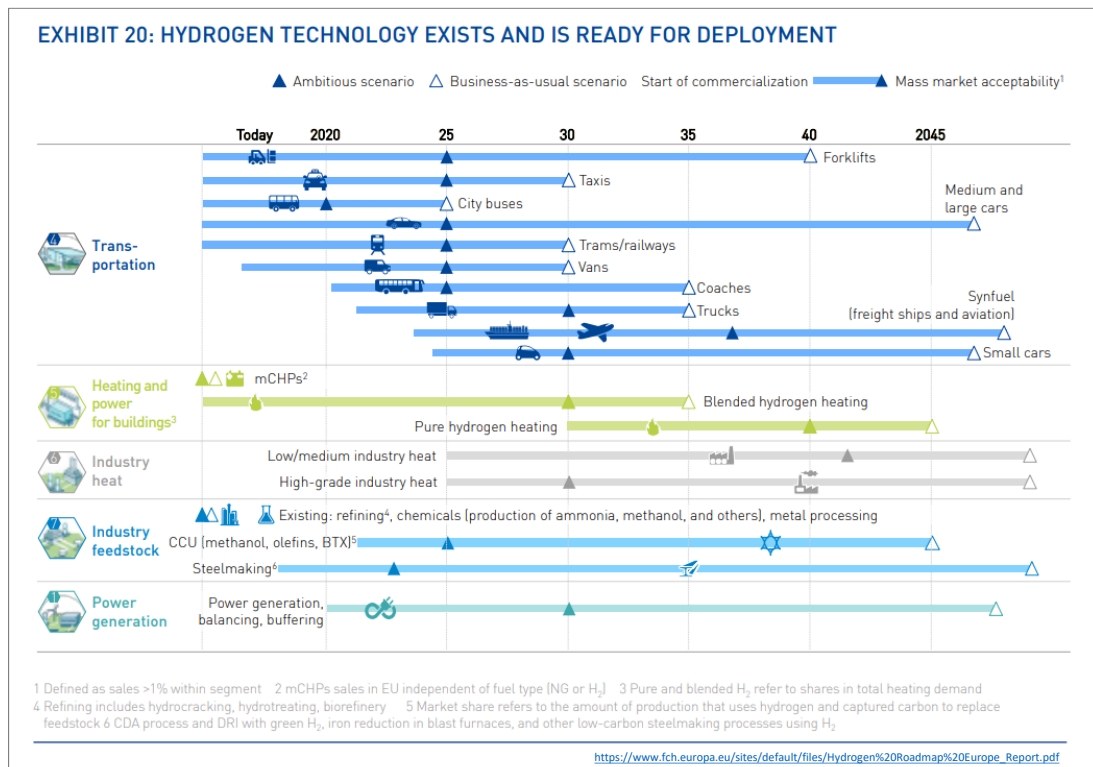 EXHIBIT 20: HYDROGEN TECHNOLOGY EXISTS AND IS READY FOR DEPLOYMENT
Ambitious scenario Business-as-usual scenario Start of commercialization Mass market acceptability1
Today 2020 25 30 35 40 2045
Forklifts
Taxis
City buses
Medium and
large cars
4
Trans-
portation
Trams/railways
Vans
Coaches
Trucks
Synfuel
(freight ships and aviation)
Small cars
5
Heating and
power
for buildings3
mCHPs2
Blended hydrogen heating
Pure hydrogen heating
6
Industry
heat
Low/medium industry heat
High-grade industry heat
7
Industry
feedstock
Existing: refining4, chemicals (production of ammonia, methanol, and others), metal processing
CCU (methanol, olefins, BTX)5
Steelmaking6
1
Power
generation
Power generation,
balancing, buffering
1 Defined as sales >1% within segment 2 mCHPs sales in EU independent of fuel type (NG or H2) 3 Pure and blended H2 refer to shares in total heating demand
4 Refining includes hydrocracking, hydrotreating, biorefinery 5 Market share refers to the amount of production that uses hydrogen and captured carbon to replace
feedstock 6 CDA process and DRI with green H2, iron reduction in blast furnaces, and other low-carbon steelmaking processes using H2
https://www.fch.europa.eu/sites/default/files/Hydrogen%20Roadmap%20Europe_Report.pdf